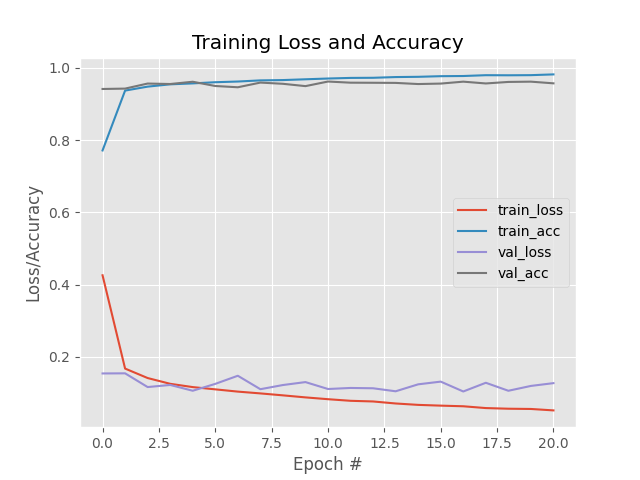 Training Loss and Accuracy
1.0
0.8
0.6
0.4
0.2
Loss/Accuracy
train_loss
train_acc
val_loss
val_acc
0.0 2.5 5.0 7.5 10.0 12.5 15.0 17.5 20.0
Epoch #